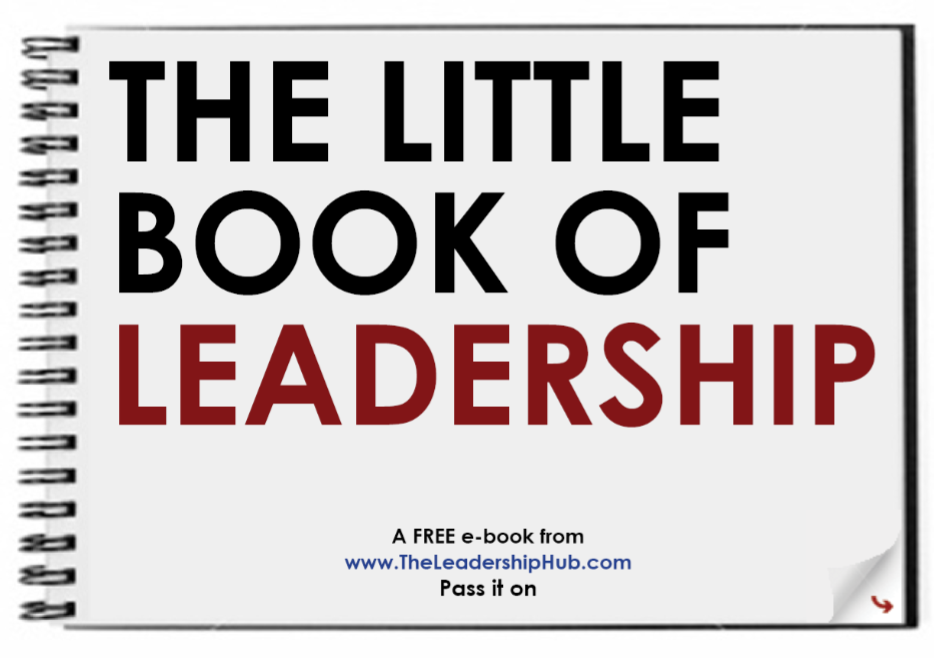 THE LITTLE
BOOK OF
LEADERSHIP
A FREE e-book from
www.TheLeadershipHub.com
Pass it on